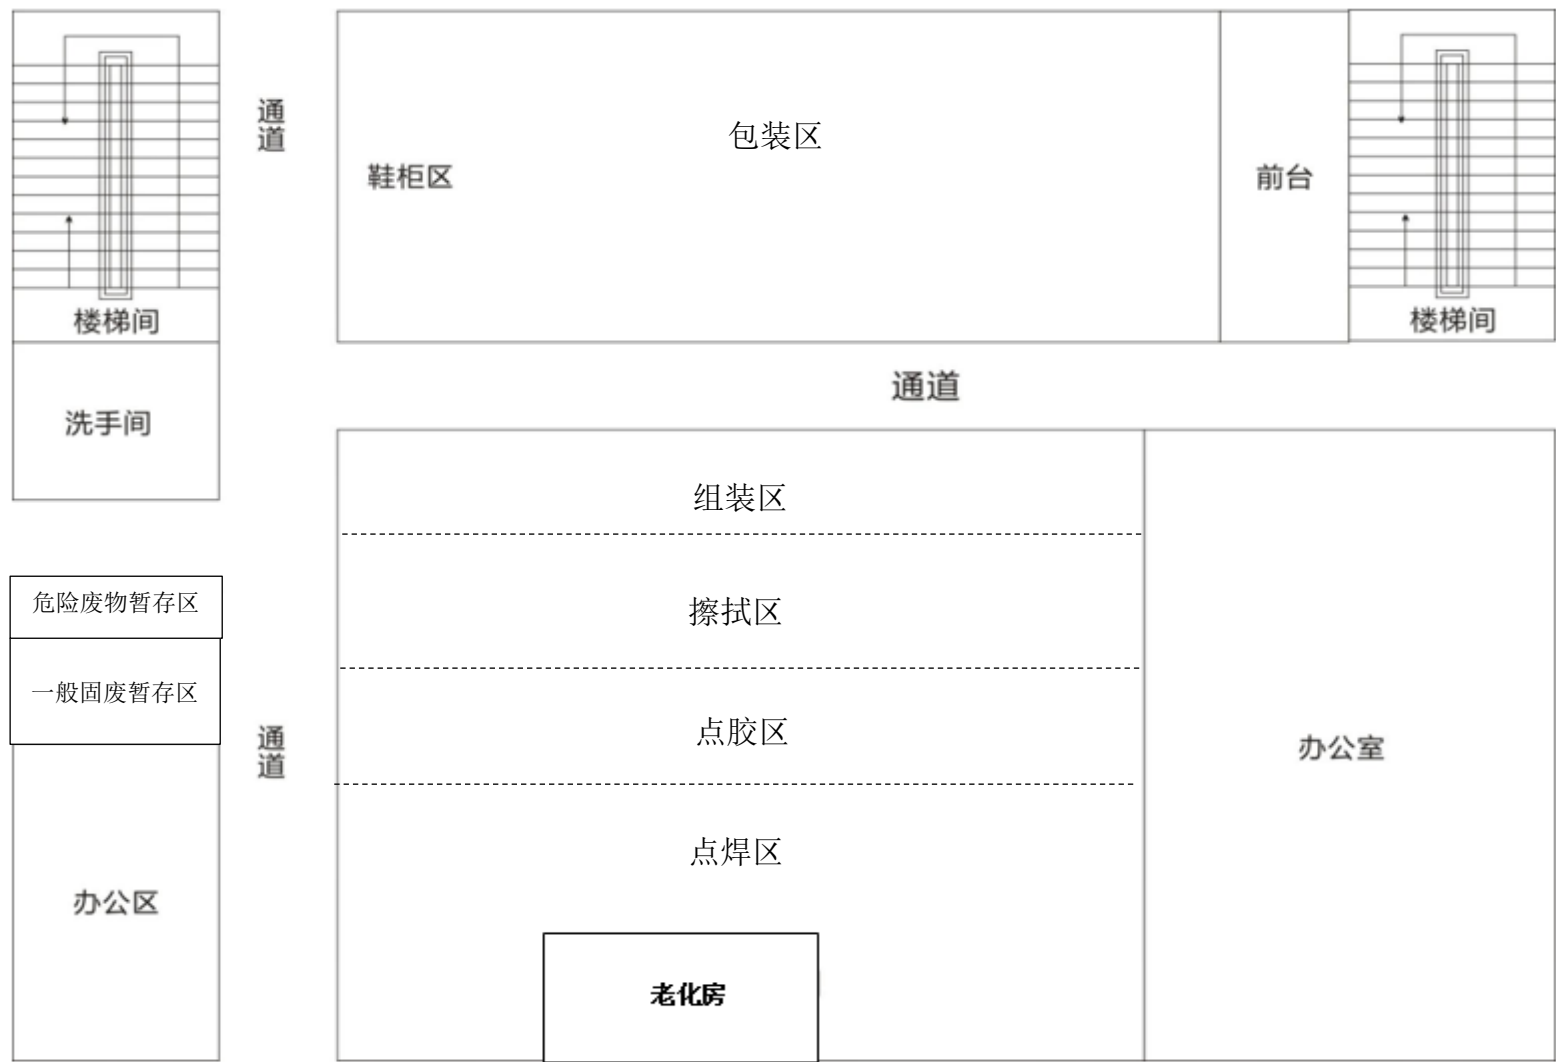 通道
包装区
鞋柜区
前台
楼梯间
楼梯间
通道
洗手间
组装区
危险废物暂存区
擦拭区
一般固废暂存区
点胶区
通道
办公室
点焊区
办公区
老化房